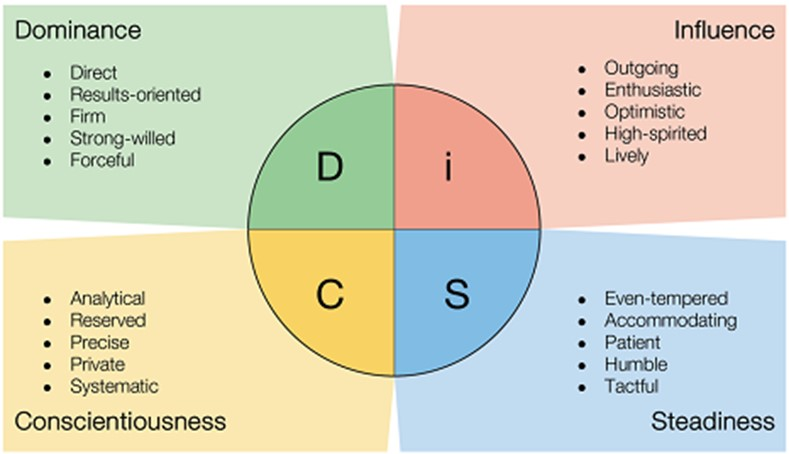 Dominance
• Direct
• Results-oriented
• Firm
• Strong-willed
• Forceful
Influence
• Outgoing
• Enthusiastic
• Optimistic
• High-spirited
• Lively
D
i
C
S
• Analytical
• Reserved
• Precise
• Private
• Systematic
Conscientiousness
• Even-tempered
• Accommodating
• Patient
• Humble
• Tactful
Steadiness